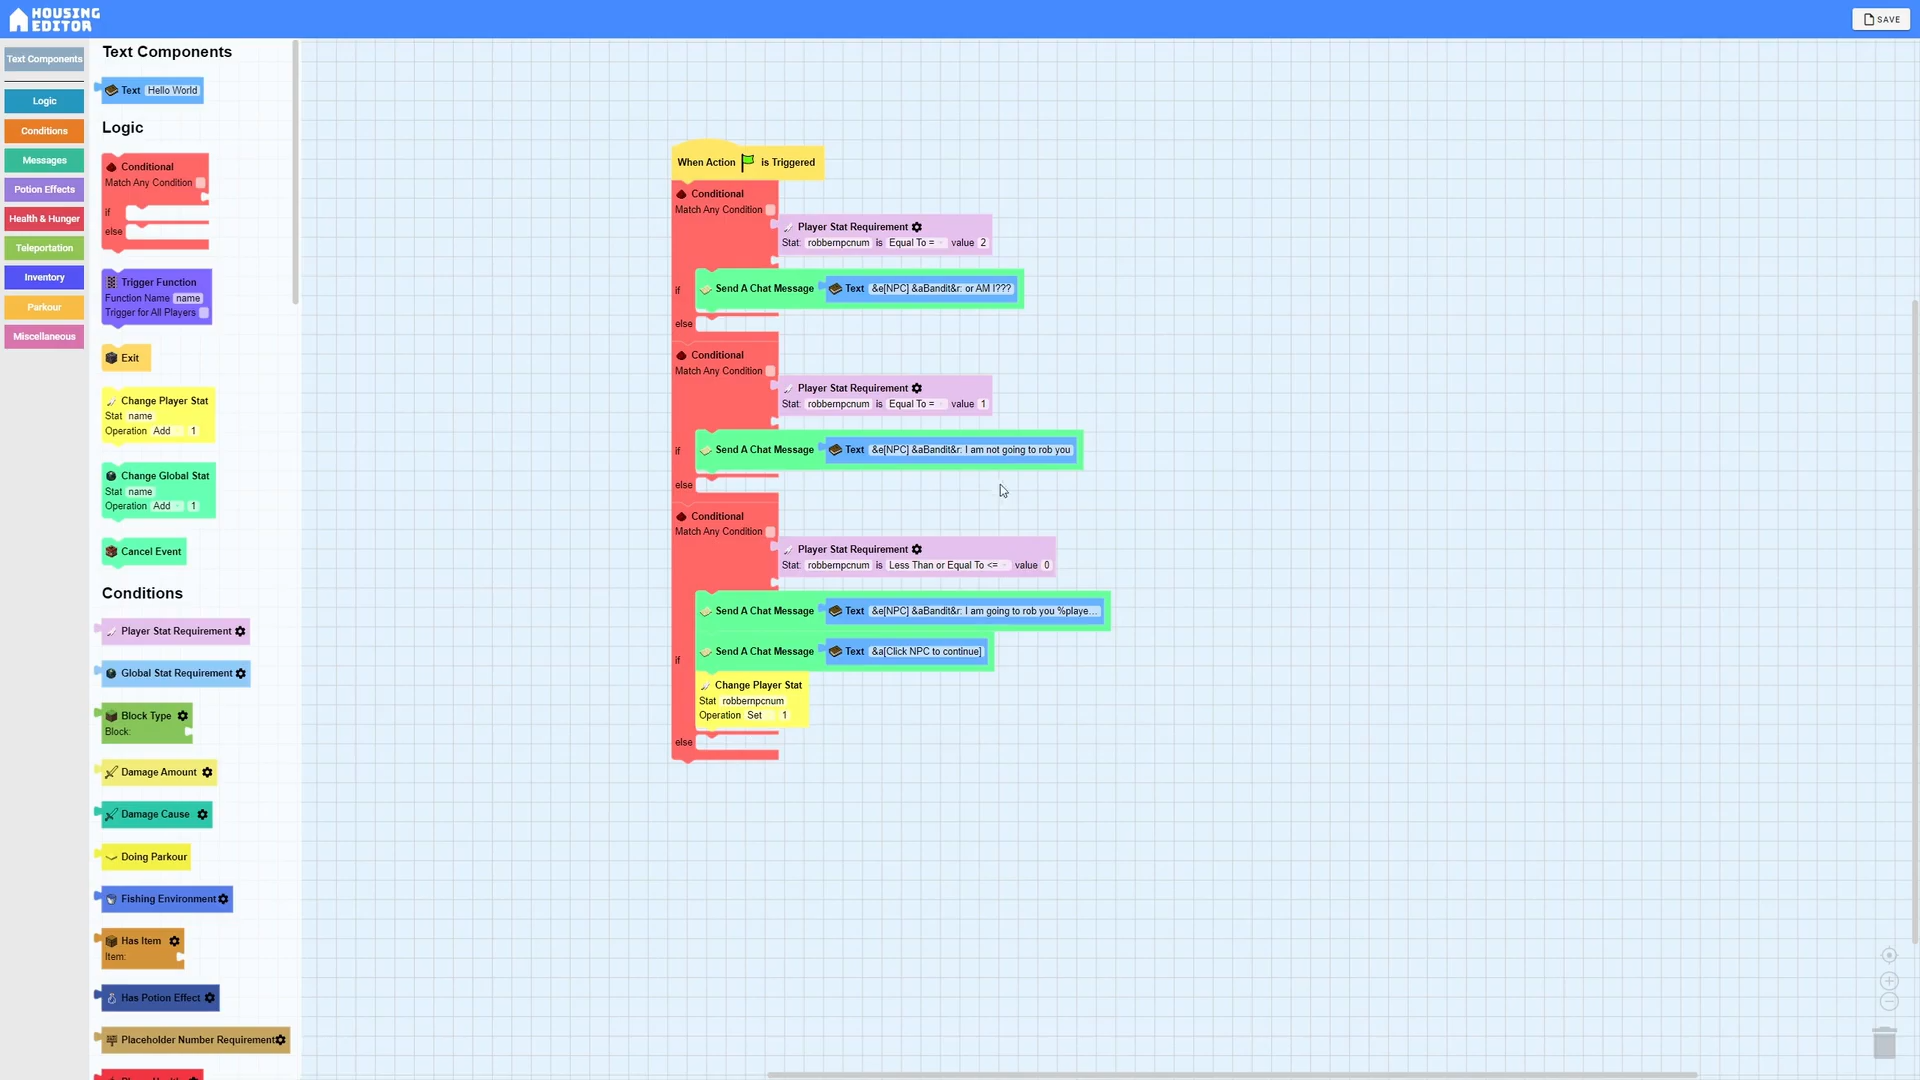 HOUSING
EDITOR
SAVE
Text Components
Logic
Conditions
Messages
Potion Effects
Health & Hunger
Teleportation
Inventory
Parkour
Miscellaneous
Text Components
Text Hello World
Logic
Conditional
Match Any Condition
if
else
Trigger Function
Function Name name
Trigger for All Players
Exit
Change Player Stat
Stat name
Operation Add 1
Change Global Stat
Stat name
Operation Add 1
Cancel Event
Conditions
Player Stat Requirement
Global Stat Requirement
Block Type
Block:
Damage Amount
Damage Cause
Doing Parkour
Fishing Environment
Has Item
Item:
Has Potion Effect
Placeholder Number Requirement
When Action is Triggered
Conditional
Match Any Condition
Player Stat Requirement
Stat: robbernpcnum is Equal To = value 2
if Send A Chat Message Text &e[NPC] &aBandit&r: or AM I???
else
Conditional
Match Any Condition
Player Stat Requirement
Stat: robbernpcnum is Equal To = value 1
if Send A Chat Message Text &e[NPC] &aBandit&r: I am not going to rob you
else
Conditional
Match Any Condition
Player Stat Requirement
Stat: robbernpcnum is Less Than or Equal To <= value 0
Send A Chat Message Text &e[NPC] &aBandit&r: I am going to rob you %playe...
Send A Chat Message Text &a[Click NPC to continue]
if
Change Player Stat
Stat robbernpcnum
Operation Set 1
else